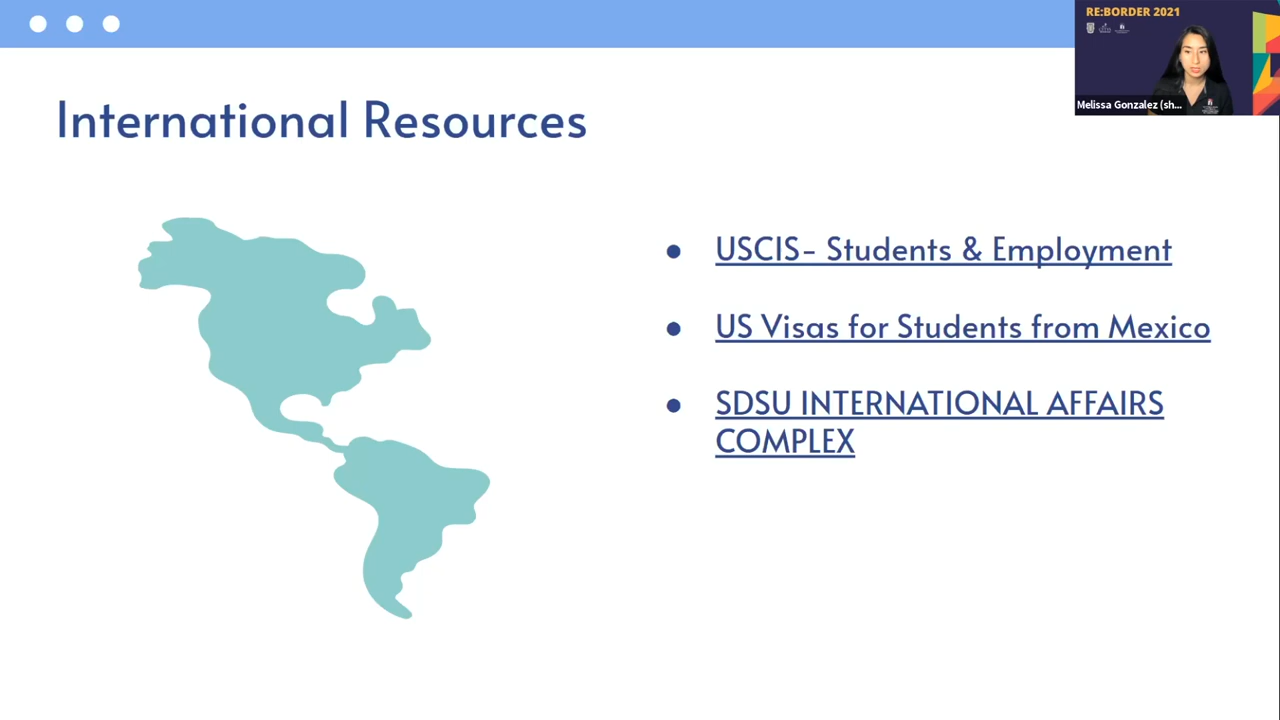 RE:BORDER 2021
Melissa Gonzalez (sh...
International Resources
● USCIS- Students & Employment
● US Visas for Students from Mexico
● SDSU INTERNATIONAL AFFAIRS
COMPLEX